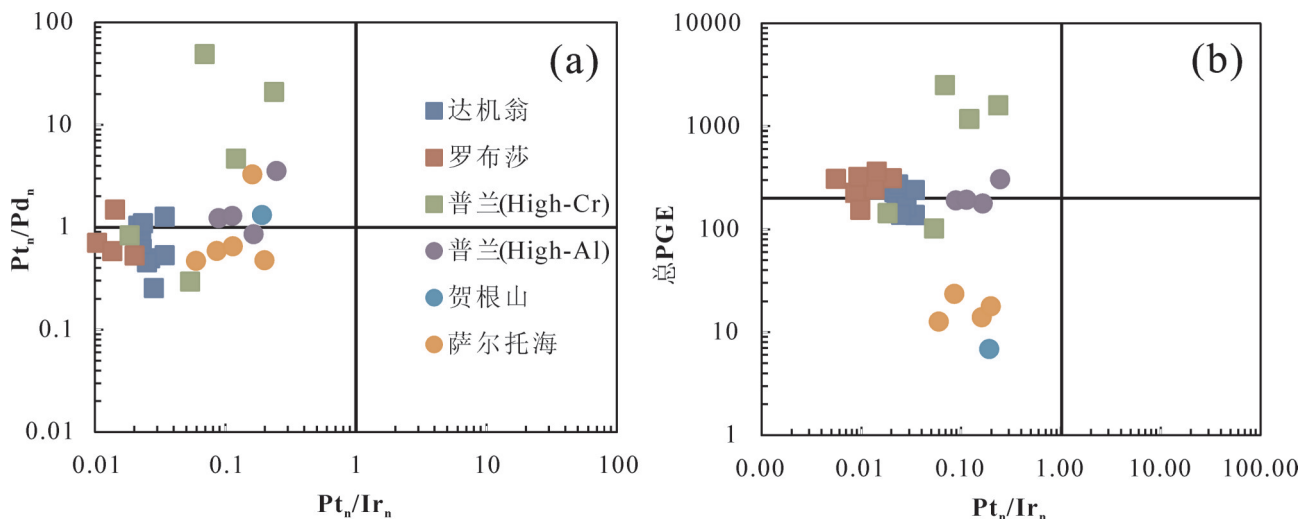 100
10
1
0.1
0.01
Ptₙ/Pdₙ
(a)
达机翁
罗布莎
普兰(High-Cr)
普兰(High-Al)
贺根山
萨尔托海
0.01 0.1 1 10 100
Ptₙ/Irₙ
10000
1000
100
10
1
总PGE
(b)
0.00 0.01 0.10 1.00 10.00 100.00
Ptₙ/Irₙ